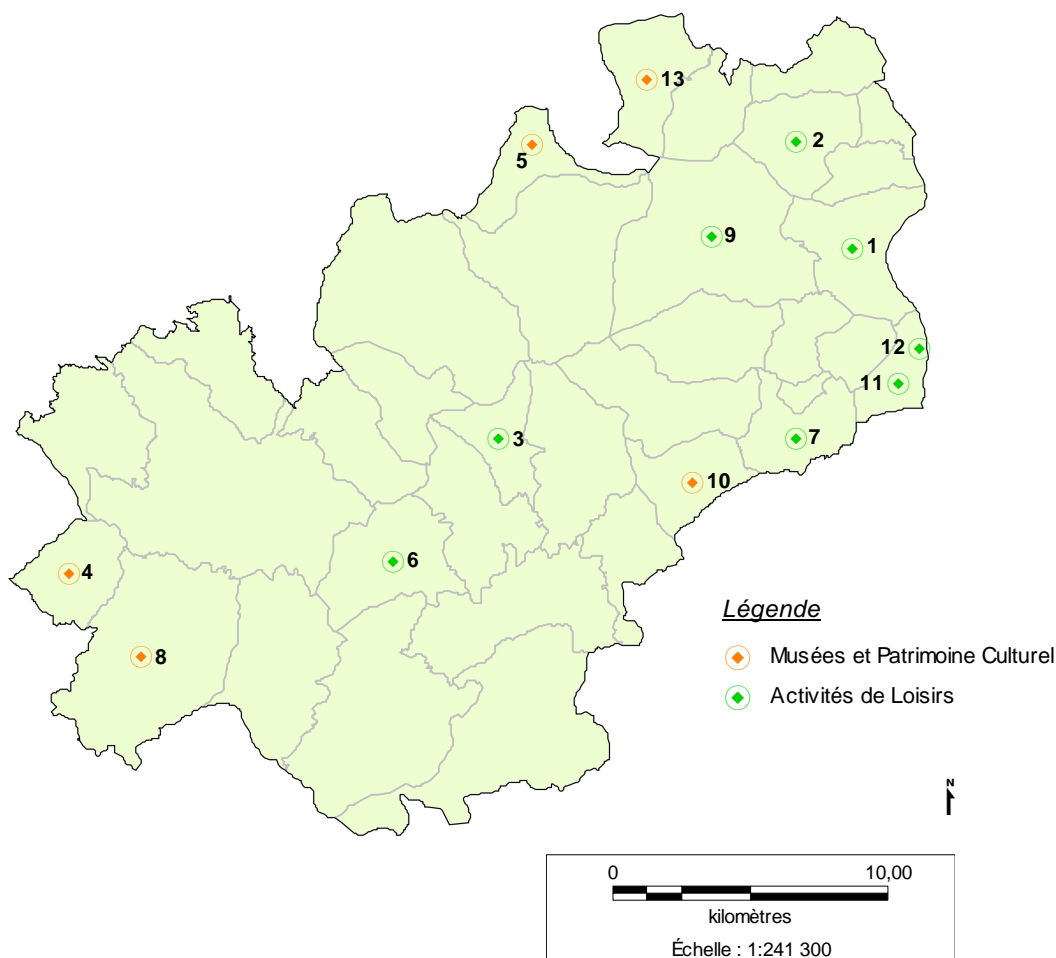 13
2
5
9
1
12
11
3
7
10
6
4
8
Légende
Musées et Patrimoine Culturel
Activités de Loisirs
N
0 10,00
kilomètres
Échelle : 1:241 300